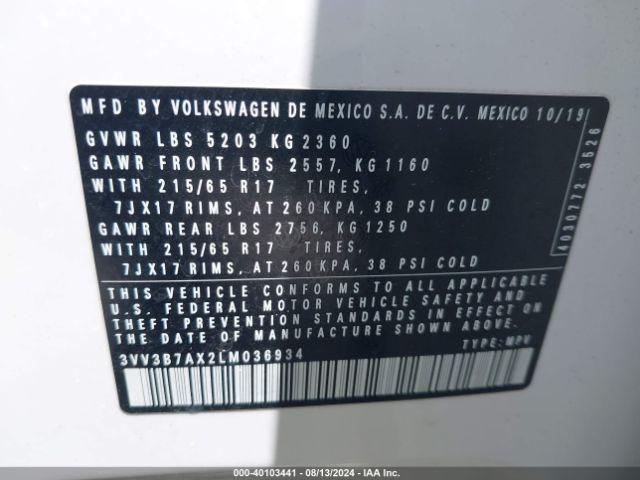 MFD BY VOLKSWAGEN DE MEXICO S.A. DE C.V. MEXICO 10/19
GVWR LBS 5203 KG 2360
GAWR FRONT LBS 2557, KG 1160
WITH 215/65 R17 TIRES,
7JX17 RIMS, AT 260 KPA, 38 PSI COLD
GAWR REAR LBS 2756, KG 1250
WITH 215/65 R17 TIRES,
7JX17 RIMS, AT 260 KPA, 38 PSI COLD
THIS VEHICLE CONFORMS TO ALL APPLICABLE
U.S. FEDERAL MOTOR VEHICLE SAFETY AND
THEFT PREVENTION STANDARDS IN EFFECT ON
THE DATE OF MANUFACTURE SHOWN ABOVE.
3VV3B7AX2LM036934 TYPE: MPV
4030772 3526
000-40103441 - 08/13/2024 - IAA Inc.